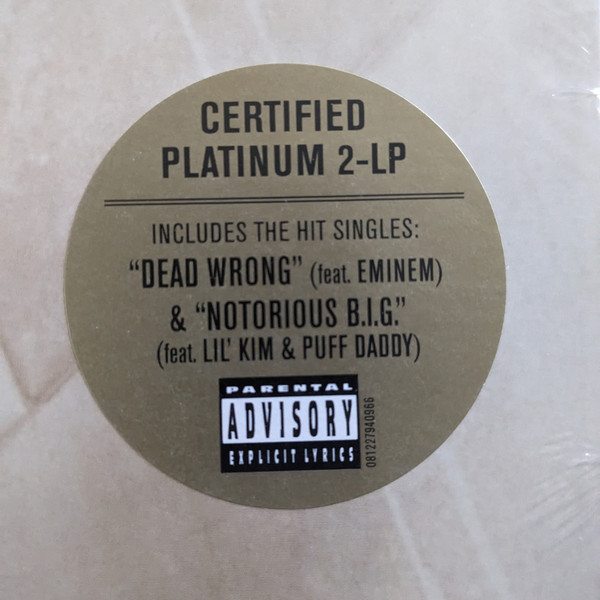 CERTIFIED
PLATINUM 2-LP
INCLUDES THE HIT SINGLES:
“DEAD WRONG” (feat. EMINEM)
& “NOTORIOUS B.I.G.”
(feat. LIL' KIM & PUFF DADDY)
PARENTAL
ADVISORY
EXPLICIT LYRICS
081227940966